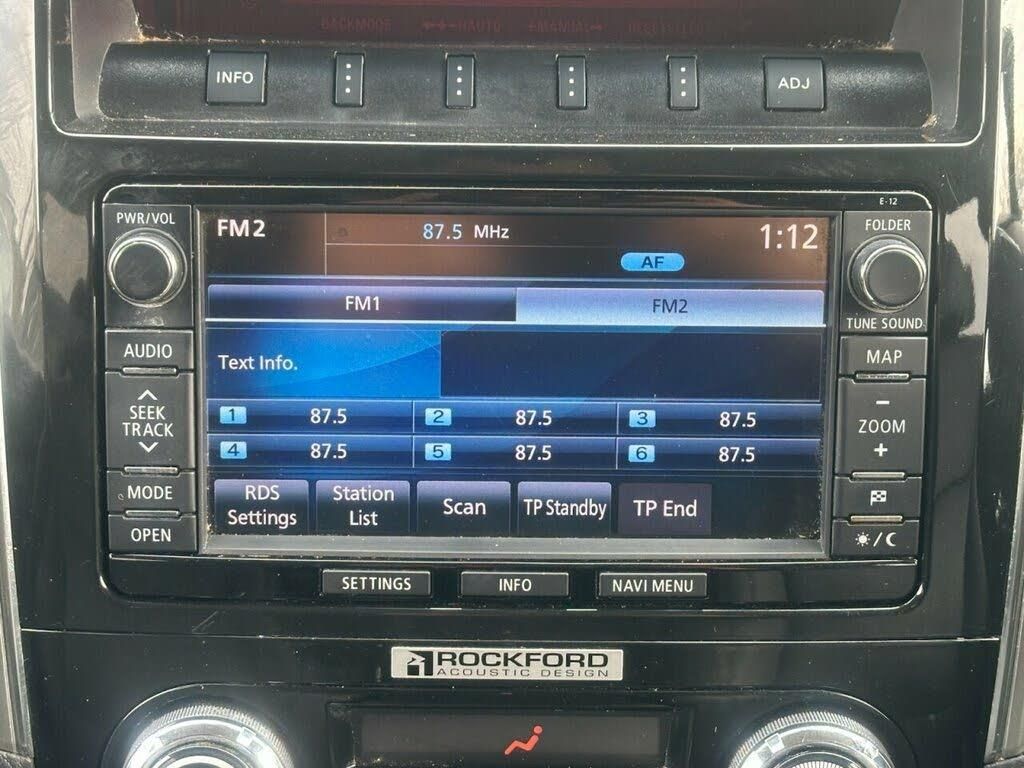 BACKMODE AUTO MANUAL
INFO
ADJ
E-12
PWR/VOL
FOLDER
FM2 87.5 MHz 1:12
AF
FM1 FM2
TUNE SOUND
AUDIO
Text Info.
MAP
SEEK
TRACK
1 87.5 2 87.5 3 87.5
− ZOOM +
4 87.5 5 87.5 6 87.5
MODE
RDS
Settings
Station
List
Scan
TP Standby
TP End
OPEN
SETTINGS INFO NAVI MENU
ROCKFORD
ACOUSTIC DESIGN